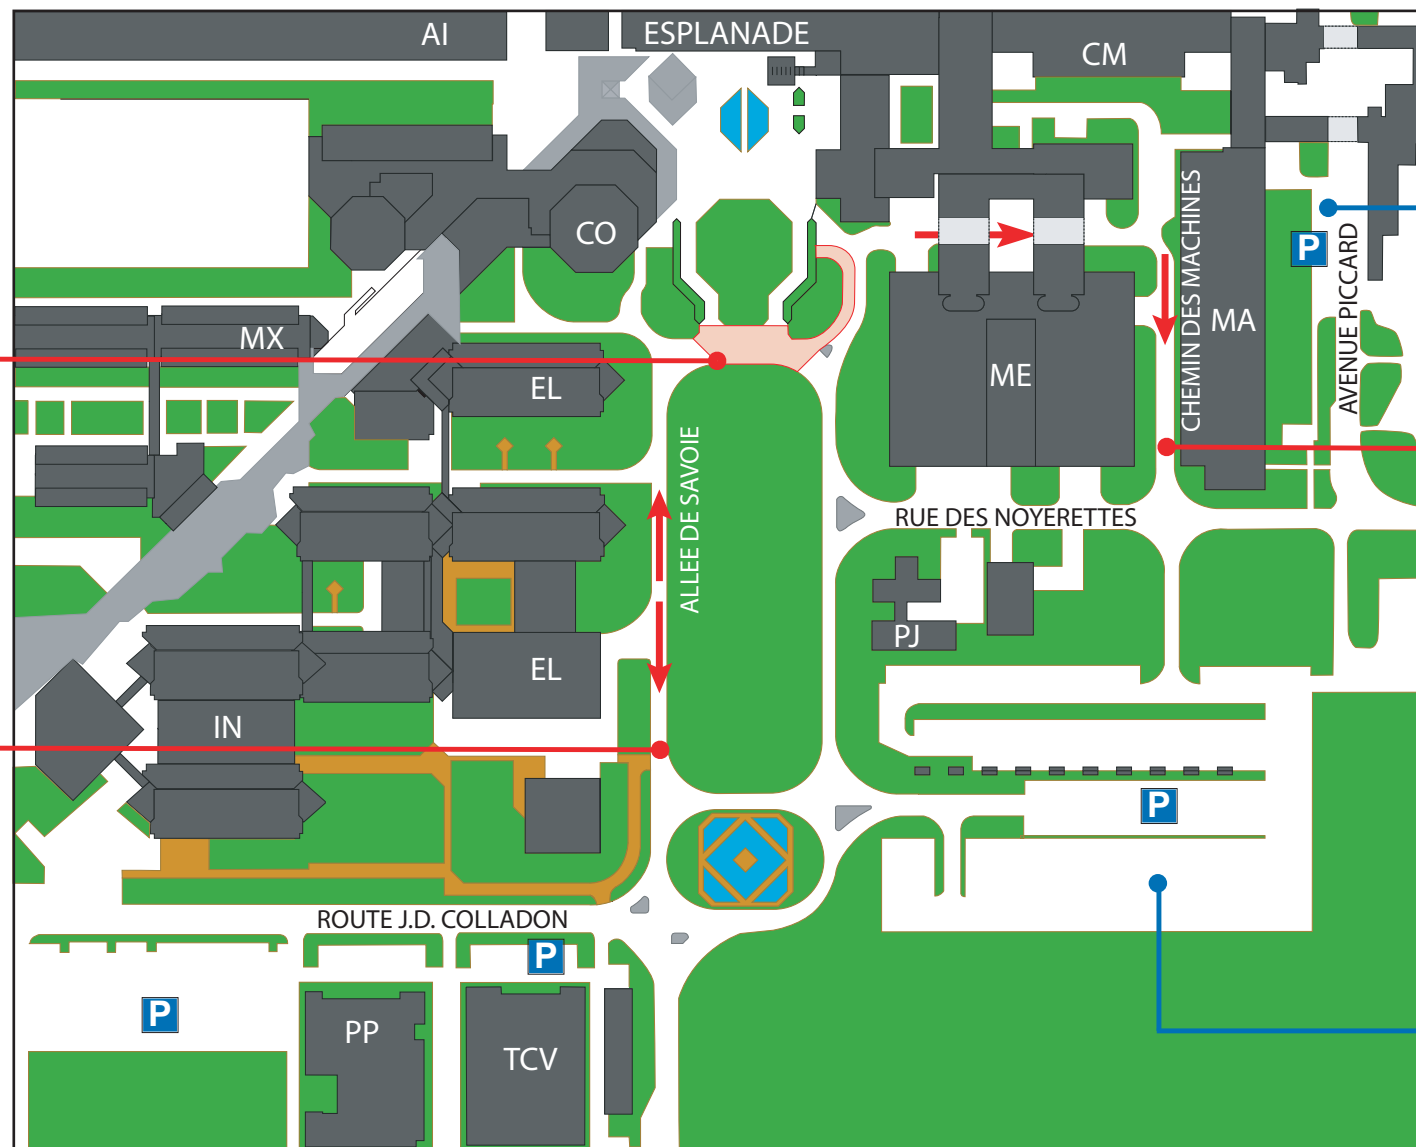 AI
ESPLANADE
CM
CO
MX
EL
ME
MA
CHEMIN DES MACHINES
AVENUE PICCARD
P
ALLEE DE SAVOIE
RUE DES NOYERETTES
PJ
EL
IN
P
ROUTE J.D. COLLADON
P
P
PP
TCV